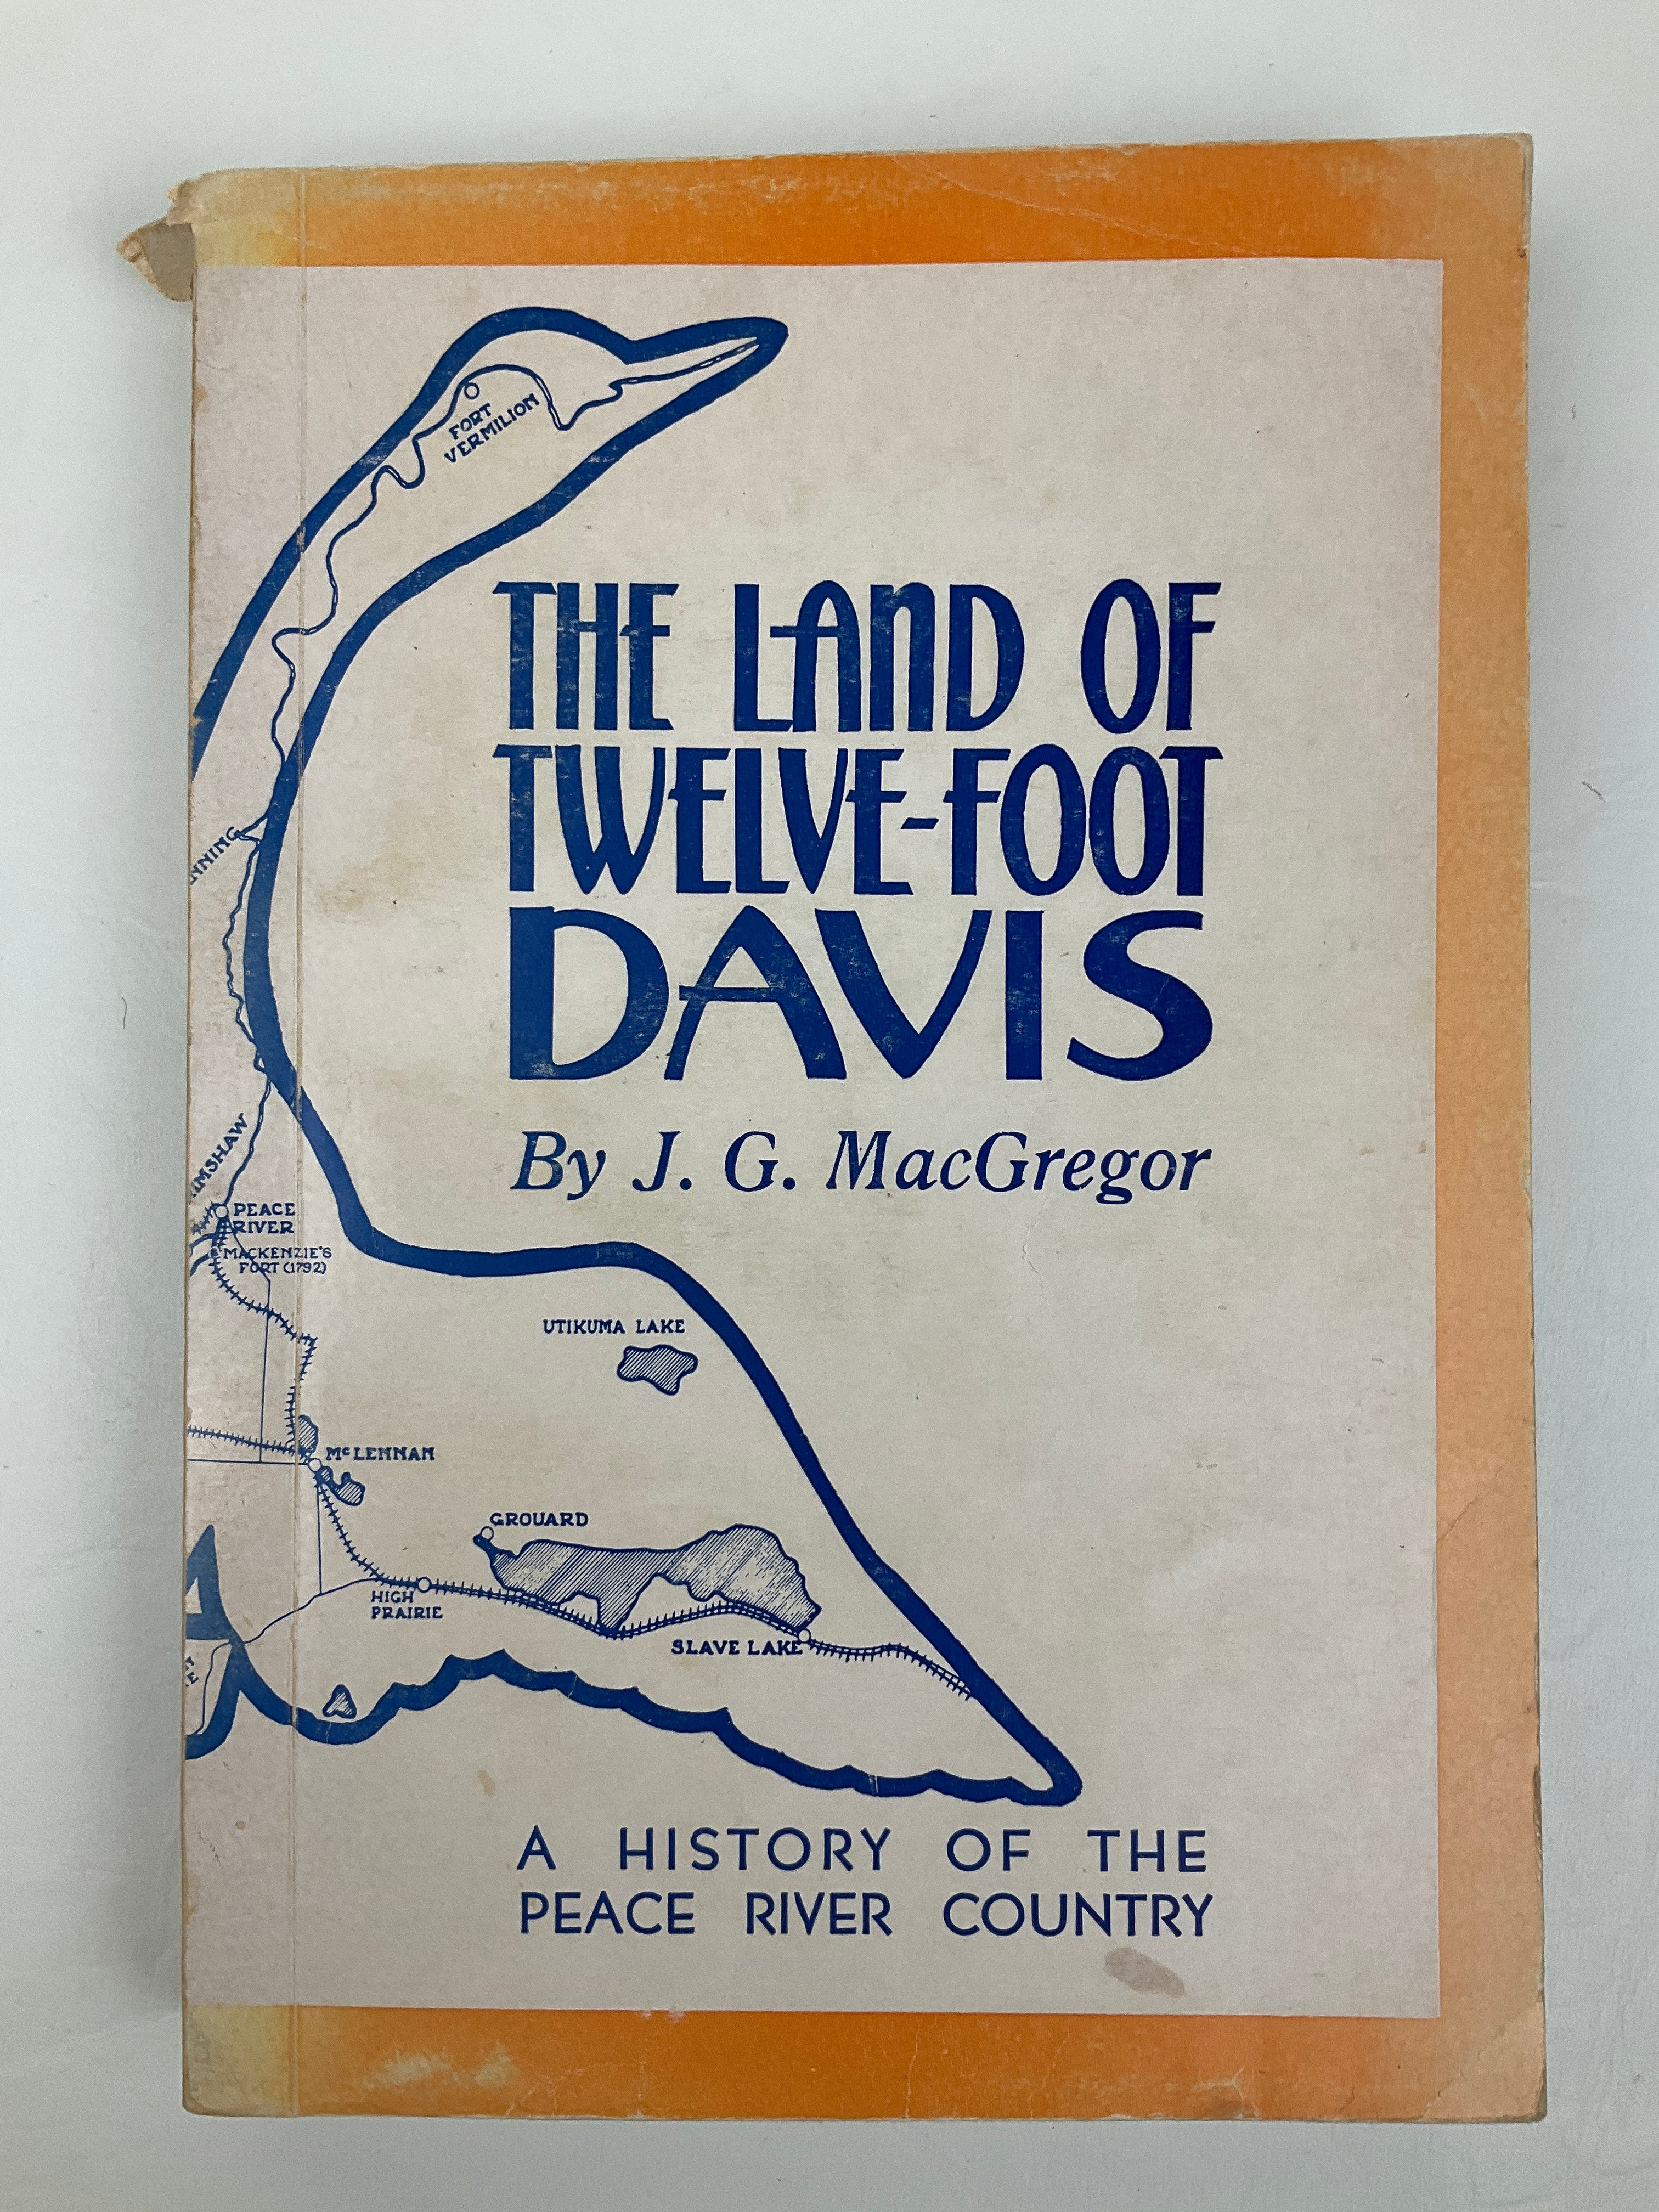 FORT
VERMILION
THE LAND OF
TWELVE-FOOT
DAVIS
By J. G. MacGregor
PEACE
RIVER
MACKENZIE'S
FORT (1792)
UTIKUMA LAKE
McLENNAN
GROUARD
HIGH
PRAIRIE
SLAVE LAKE
A HISTORY OF THE
PEACE RIVER COUNTRY